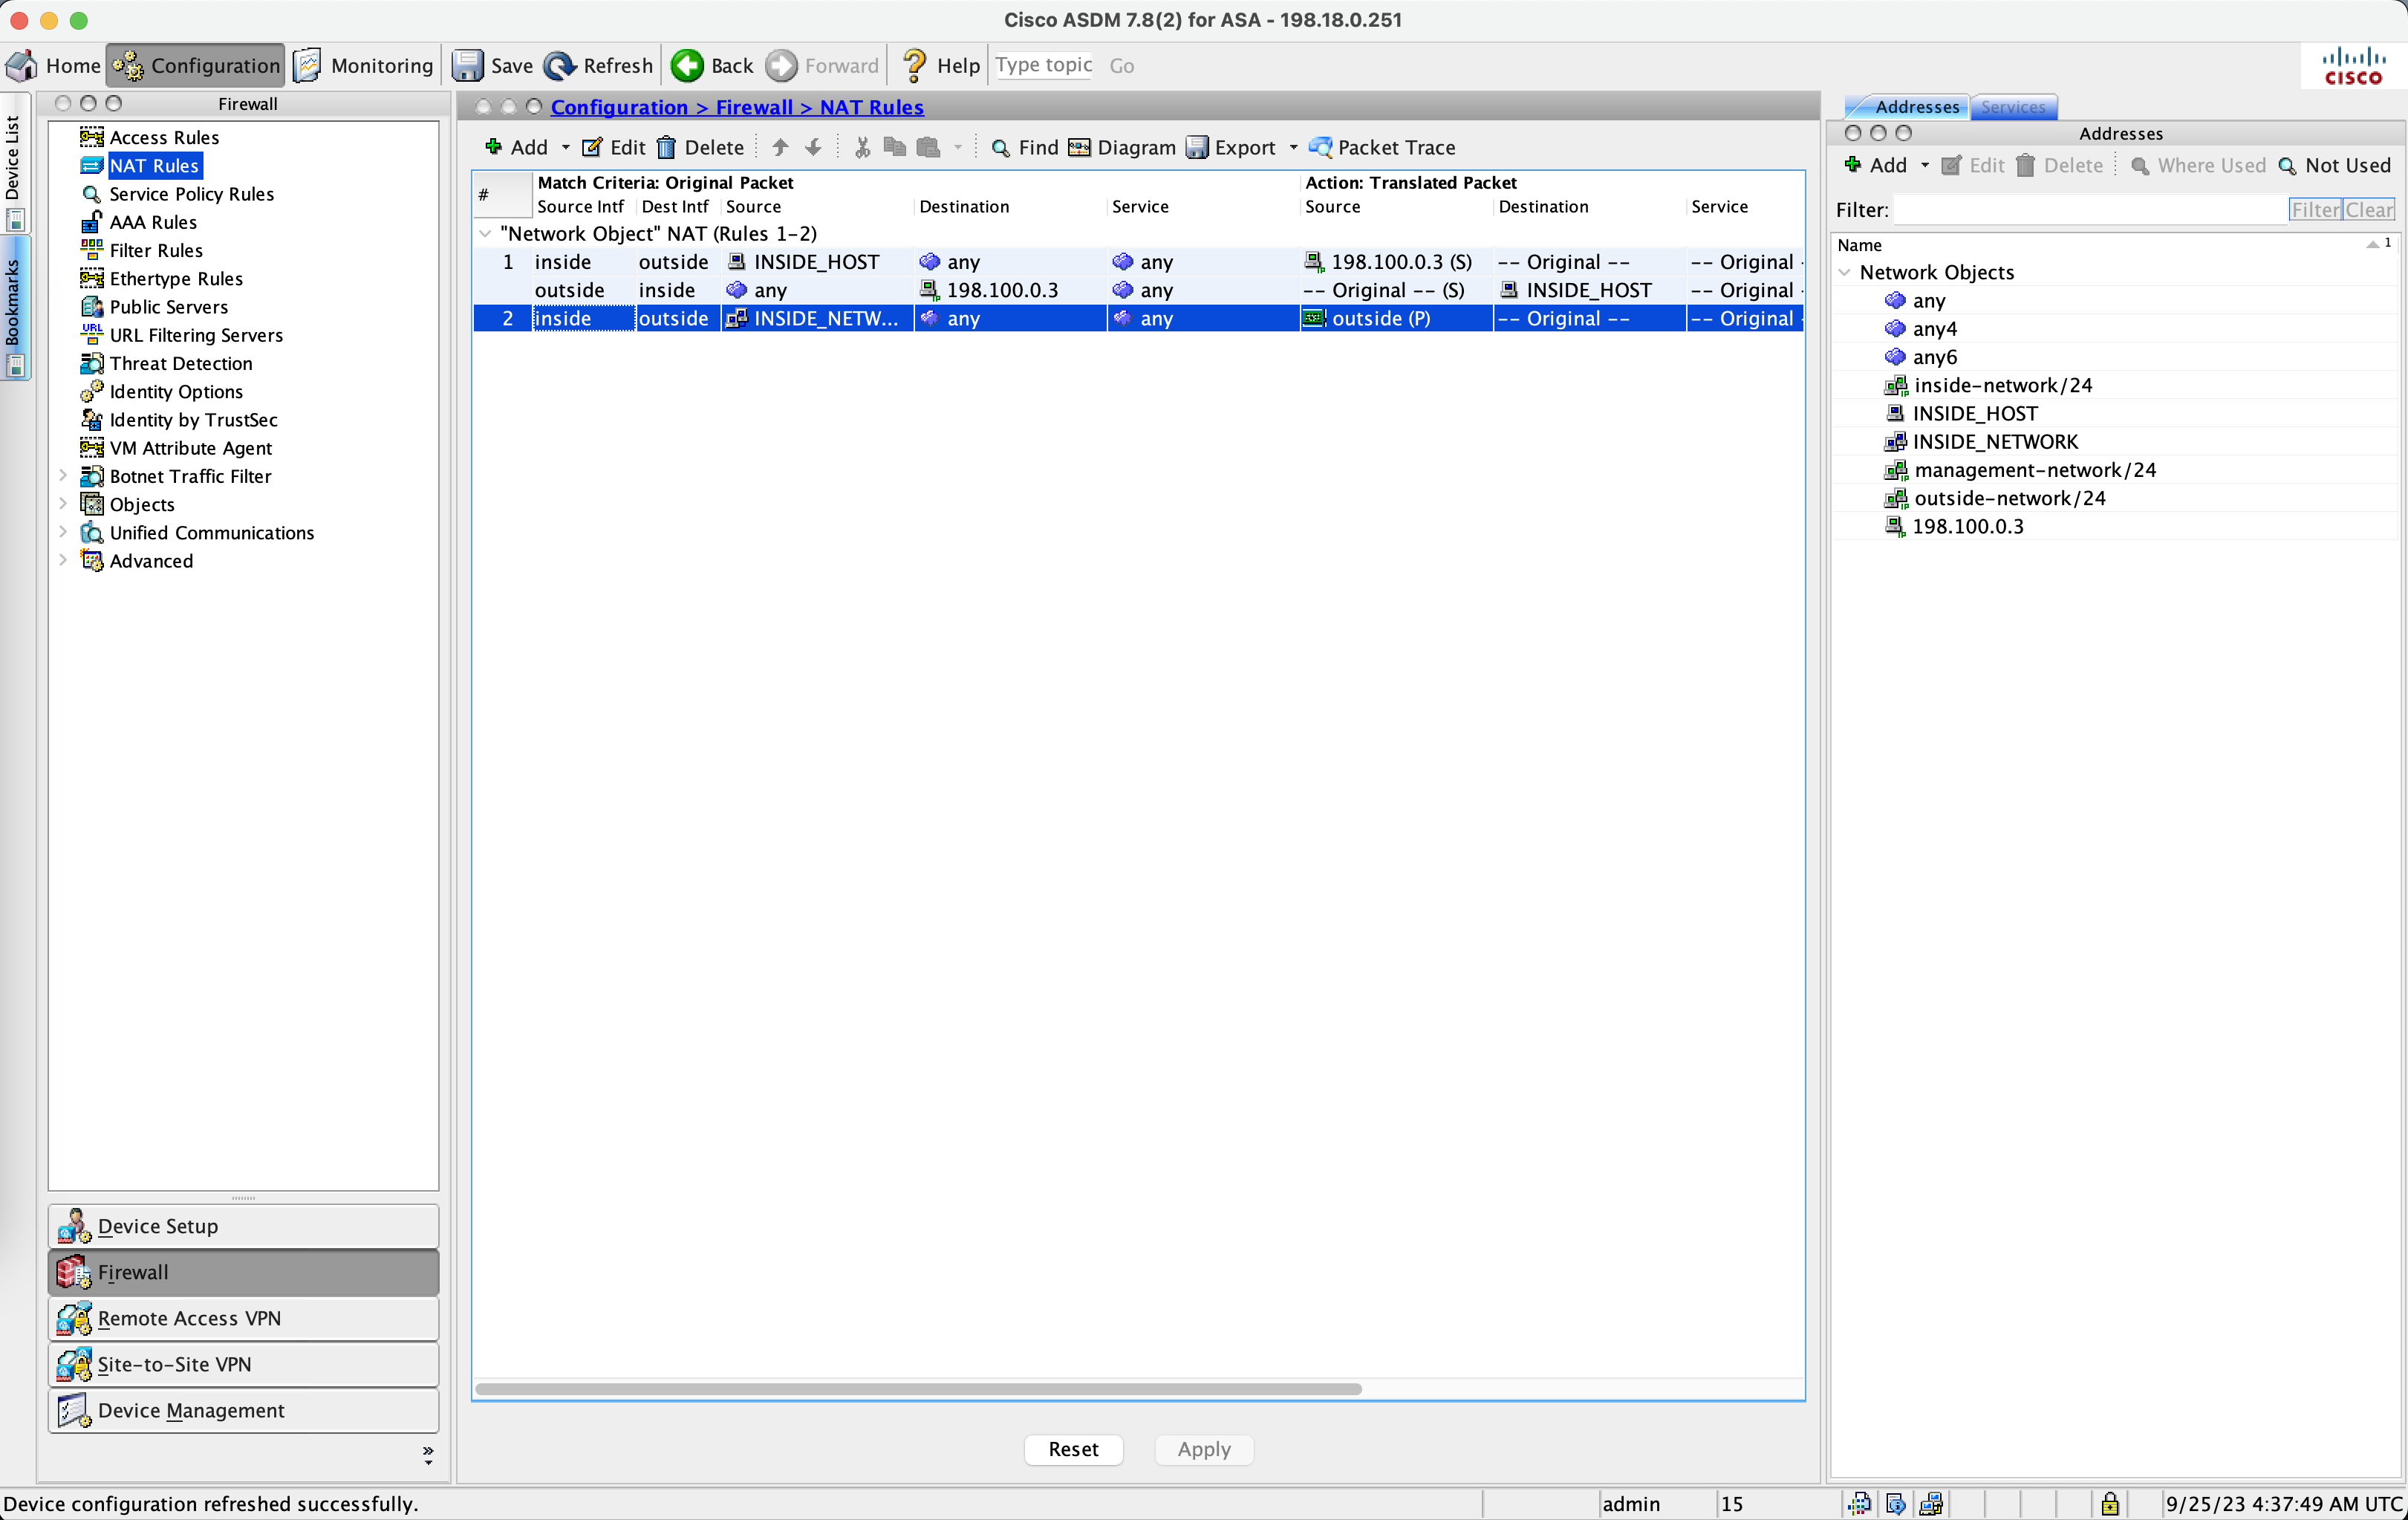 Cisco ASDM 7.8(2) for ASA - 198.18.0.251
Home Configuration Monitoring Save Refresh Back Forward Help Type topic Go
CISCO
Device List
Bookmarks
Firewall
Access Rules
NAT Rules
Service Policy Rules
AAA Rules
Filter Rules
Ethertype Rules
Public Servers
URL Filtering Servers
Threat Detection
Identity Options
Identity by TrustSec
VM Attribute Agent
Botnet Traffic Filter
Objects
Unified Communications
Advanced
Device Setup
Firewall
Remote Access VPN
Site-to-Site VPN
Device Management
Configuration > Firewall > NAT Rules
Add Edit Delete Find Diagram Export Packet Trace
# Match Criteria: Original Packet Action: Translated Packet
Source Intf Dest Intf Source Destination Service Source Destination Service
"Network Object" NAT (Rules 1-2)
1 inside outside INSIDE_HOST any any 198.100.0.3 (S) -- Original -- -- Original -
outside inside any 198.100.0.3 any -- Original -- (S) INSIDE_HOST -- Original -
2 inside outside INSIDE_NETW... any any outside (P) -- Original -- -- Original -
Reset Apply
Addresses Services
Addresses
Add Edit Delete Where Used Not Used
Filter: Filter Clear
Name 1
Network Objects
any
any4
any6
inside-network/24
INSIDE_HOST
INSIDE_NETWORK
management-network/24
outside-network/24
198.100.0.3
Device configuration refreshed successfully. admin 15 9/25/23 4:37:49 AM UTC